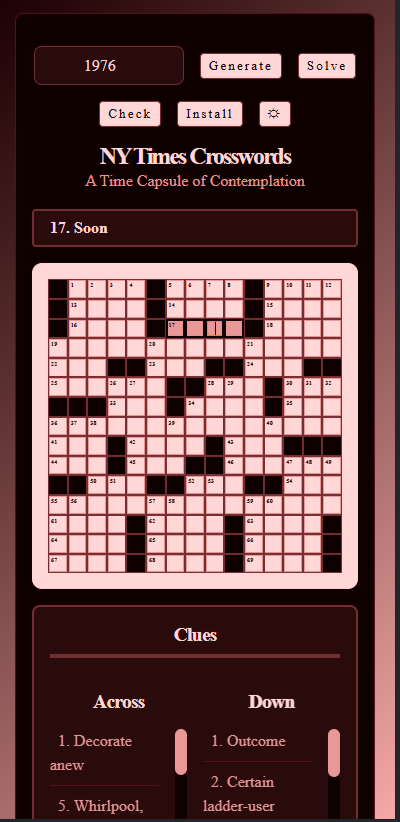 1976 Generate Solve
Check Install
NY Times Crosswords
A Time Capsule of Contemplation
17. Soon
1 2 3 4 5 6 7 8 9 10 11 12
13 14 15
16 17 18
19 20 21
22 23 24
25 26 27 28 29 30 31 32
33 34 35
36 37 38 39 40
41 42 43
44 45 46 47 48 49
50 51 52 53 54
55 56 57 58 59 60
61 62 63
64 65 66
67 68 69
Clues
Across Down
1. Decorate
anew
5. Whirlpool,
1. Outcome
2. Certain
ladder-user